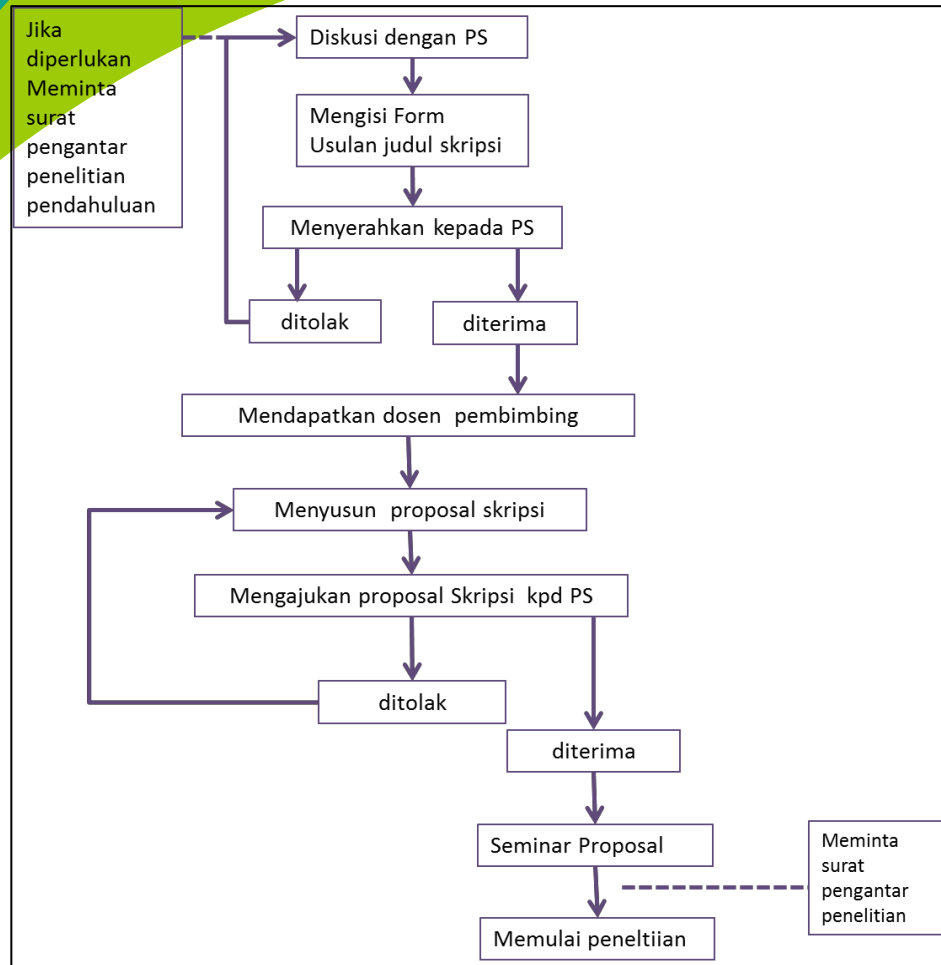 Jika
diperlukan
Meminta
surat
pengantar
penelitian
pendahuluan
Diskusi dengan PS
Mengisi Form
Usulan judul skripsi
Menyerahkan kepada PS
ditolak
diterima
Mendapatkan dosen pembimbing
Menyusun proposal skripsi
Mengajukan proposal Skripsi kpd PS
ditolak
diterima
Seminar Proposal
Meminta
surat
pengantar
penelitian
Memulai peneltiian